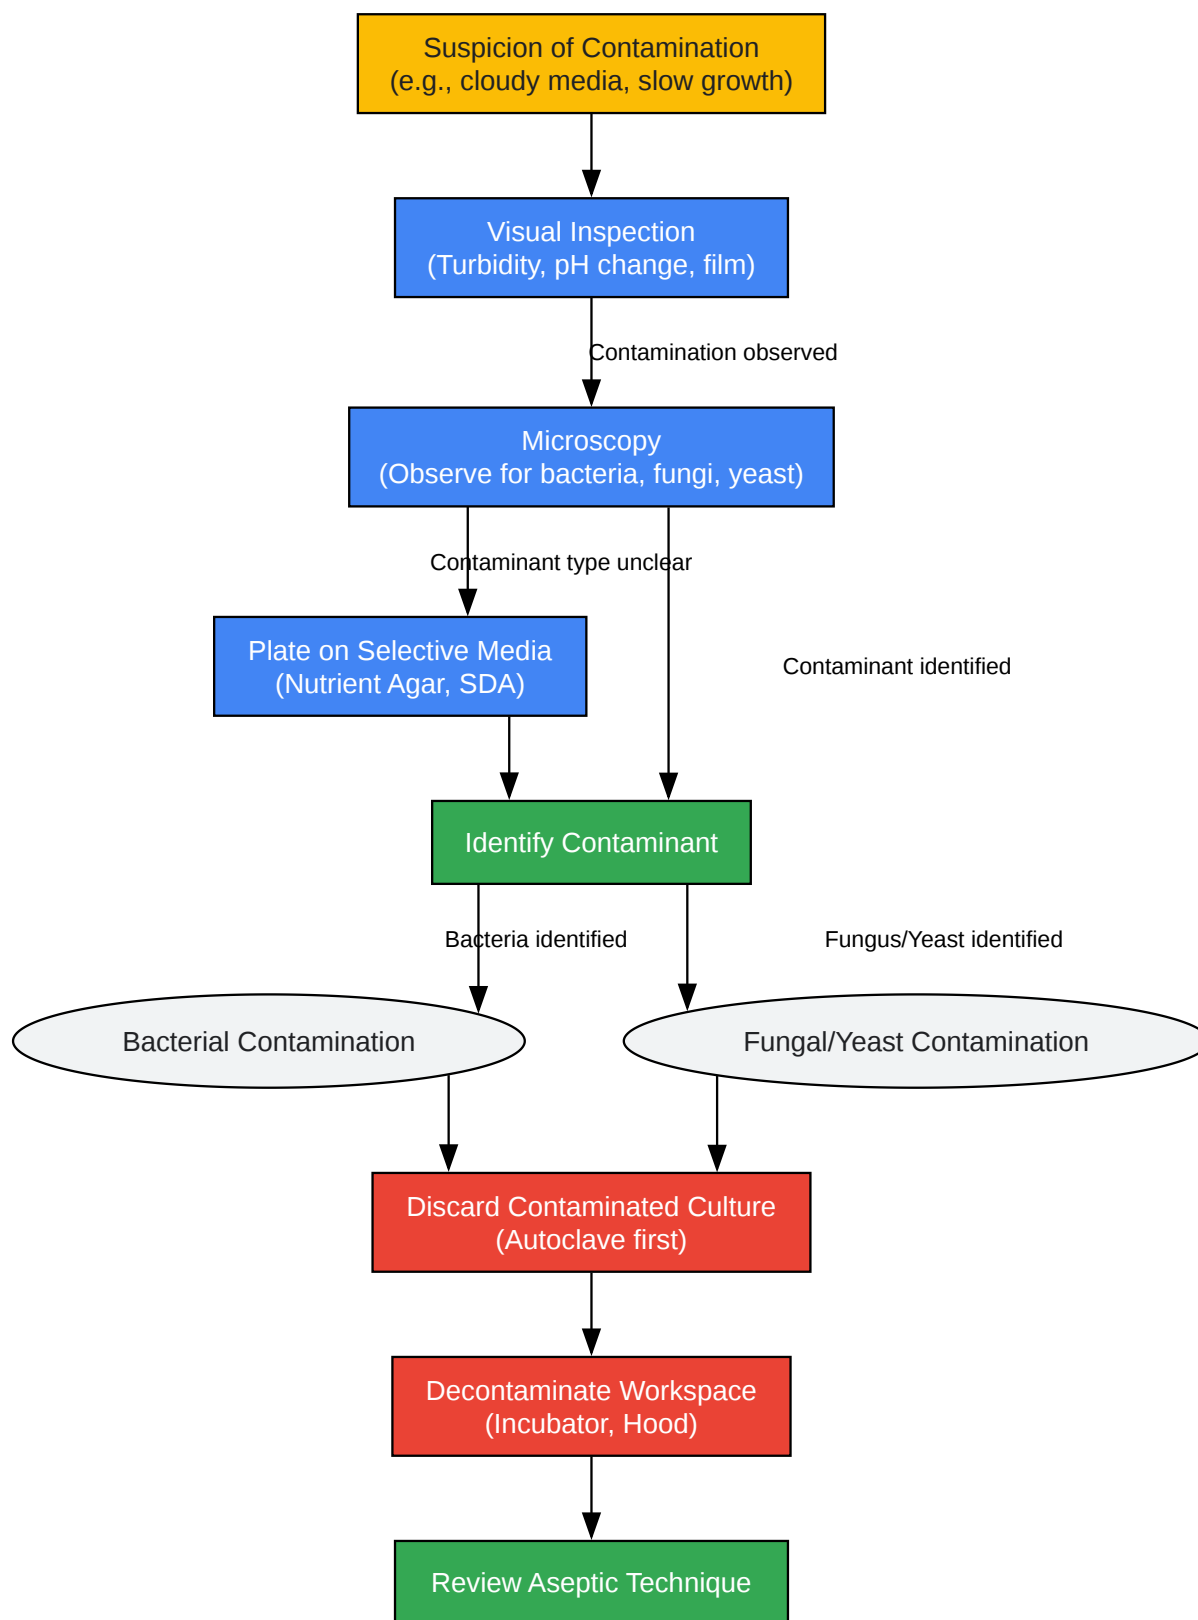 Suspicion of Contamination
(e.g., cloudy media, slow growth)
Visual Inspection
(Turbidity, pH change, film)
Contamination observed
Microscopy
(Observe for bacteria, fungi, yeast)
Contaminant type unclear
Plate on Selective Media
(Nutrient Agar, SDA)
Contaminant identified
Identify Contaminant
Bacteria identified
Fungus/Yeast identified
Bacterial Contamination
Fungal/Yeast Contamination
Discard Contaminated Culture
(Autoclave first)
Decontaminate Workspace
(Incubator, Hood)
Review Aseptic Technique